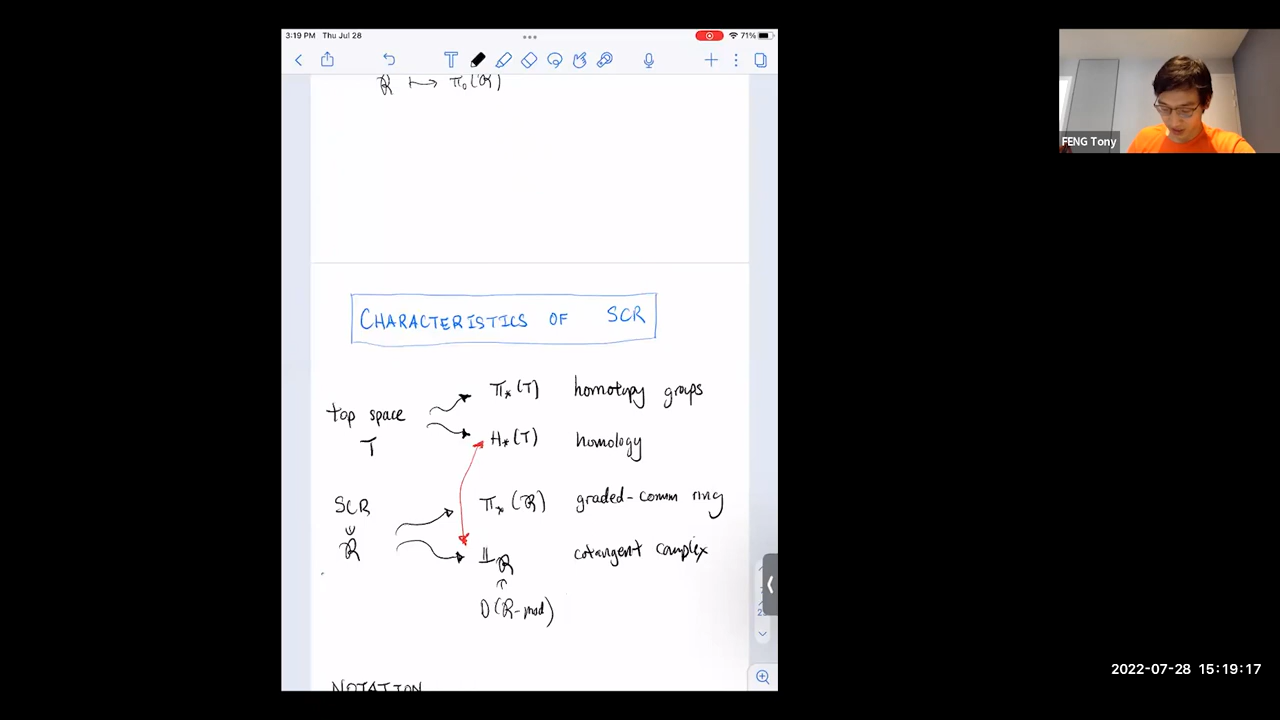 3:19 PM Thu Jul 28
71%
R ↦ π₀(R)
CHARACTERISTICS OF SCR
π*(T) homotopy groups
top space
T
H*(T) homology
SCR
π*(R) graded-comm ring
R
𝕃_R cotangent complex
D(R-mod)
NOTATION
FENG Tony
2022-07-28 15:19:17